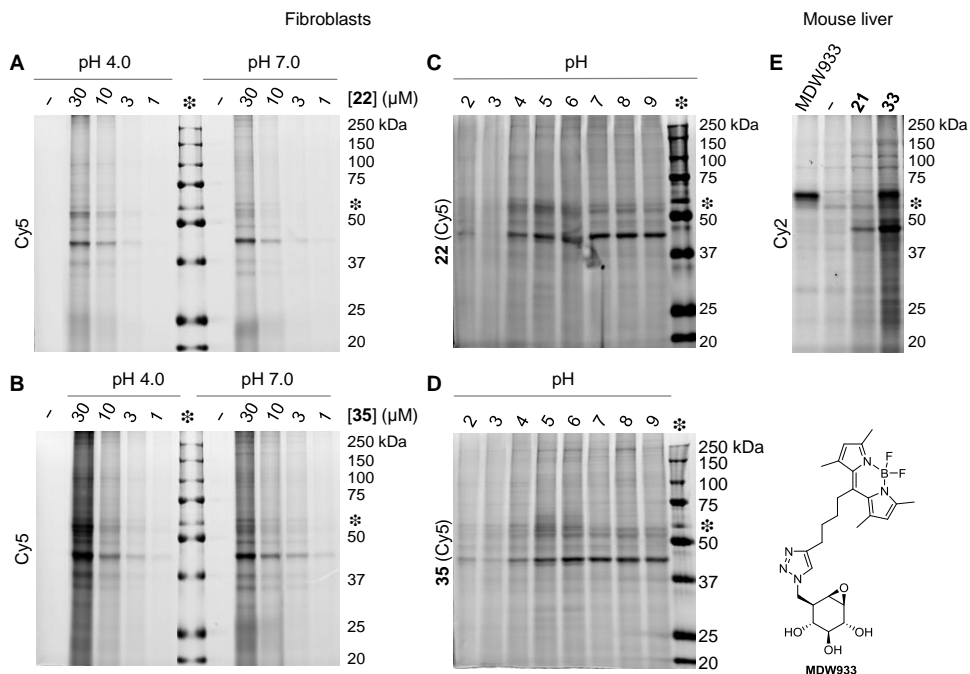 Fibroblasts
Mouse liver
A
pH 4.0
pH 7.0
– 30 10 3 1 ✻ – 30 10 3 1 [22] (µM)
250 kDa
150
100
75
✻
50
37
25
20
Cy5
C
pH
2 3 4 5 6 7 8 9 ✻
250 kDa
150
100
75
✻
50
37
25
20
22 (Cy5)
E
MDW933 – 21 33
250 kDa
150
100
75
✻
50
37
25
20
Cy2
B
pH 4.0
pH 7.0
– 30 10 3 1 ✻ – 30 10 3 1 [35] (µM)
250 kDa
150
100
75
✻
50
37
25
20
Cy5
D
pH
2 3 4 5 6 7 8 9 ✻
250 kDa
150
100
75
✻
50
37
25
20
35 (Cy5)
F
N B F
N
N
N
N
O
HO OH
OH
MDW933